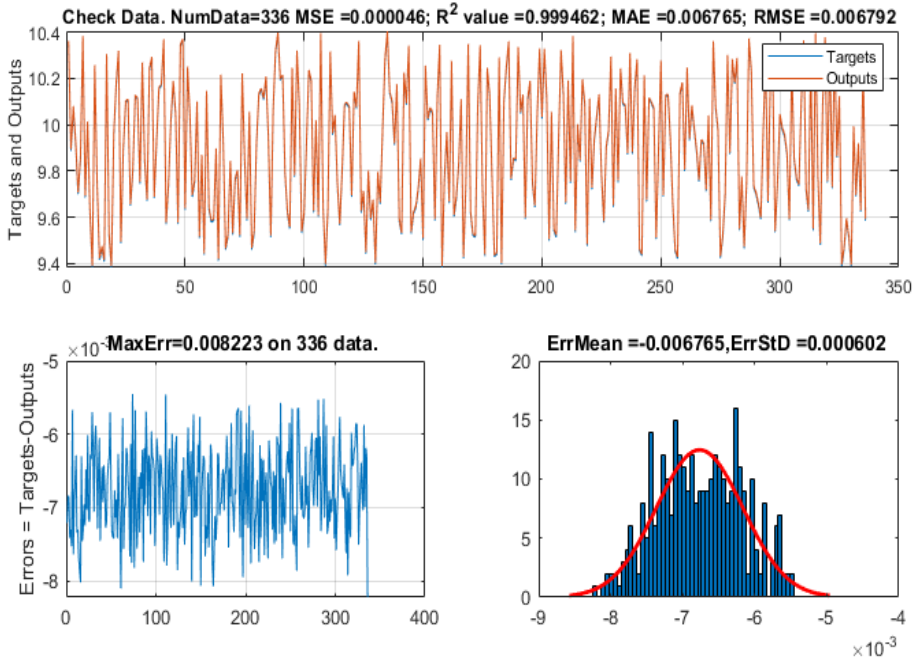 Check Data. NumData=336 MSE =0.000046; R² value =0.999462; MAE =0.006765; RMSE =0.006792
Targets and Outputs
10.4
10.2
10
9.8
9.6
9.4
0 50 100 150 200 250 300 350
Targets
Outputs
×10⁻³
MaxErr=0.008223 on 336 data.
Errors = Targets-Outputs
-5
-6
-7
-8
0 100 200 300 400
ErrMean =-0.006765,ErrStD =0.000602
20
15
10
5
0
-9 -8 -7 -6 -5 -4
×10⁻³